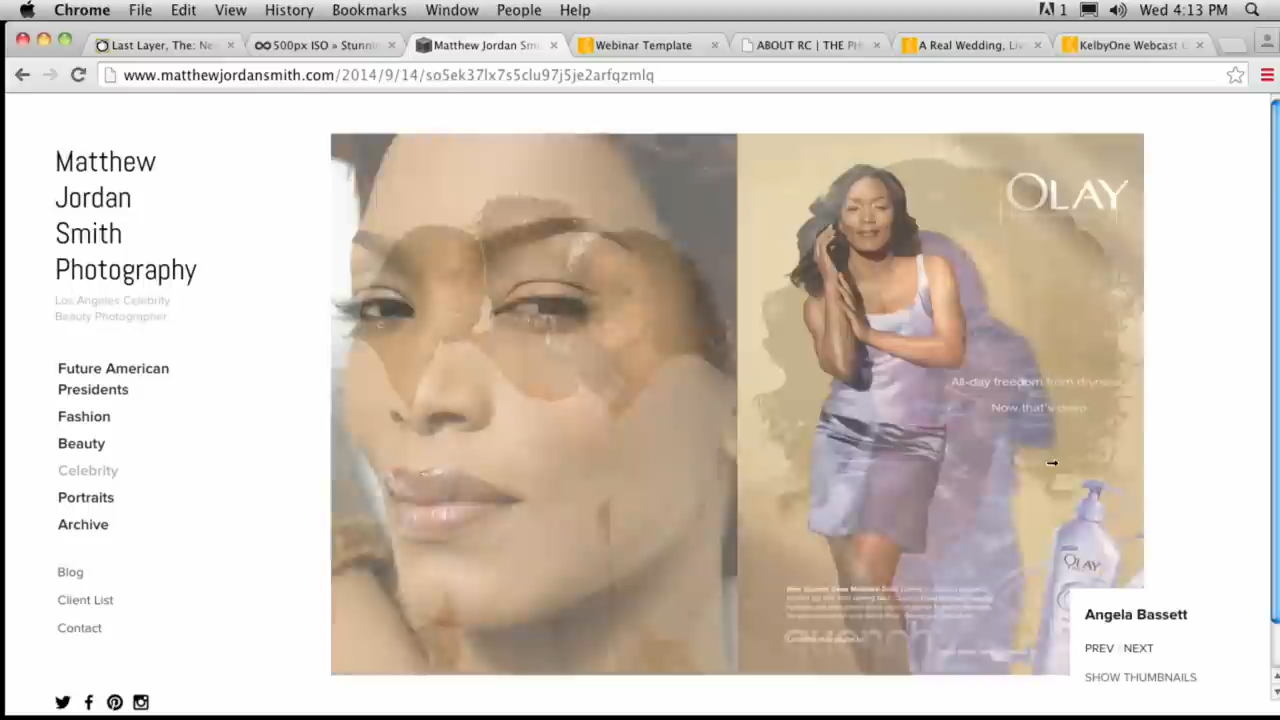 Chrome File Edit View History Bookmarks Window People Help
1 Wed 4:13 PM
Last Layer, The: Ne
500px ISO » Stunnin
Matthew Jordan Sm
Webinar Template
ABOUT RC | THE
A Real Wedding, Liv
KelbyOne Webcast
www.matthewjordansmith.com/2014/9/14/so5ek37lx7s5clu97j5je2arfqzmlq
Matthew
Jordan
Smith
Photography
Los Angeles Celebrity
Beauty Photographer
Future American
Presidents
Fashion
Beauty
Celebrity
Portraits
Archive
Blog
Client List
Contact
OLAY
All-day freedom from dryness.
Now that's deep.
OLAY
quench
Angela Bassett
PREV NEXT
SHOW THUMBNAILS